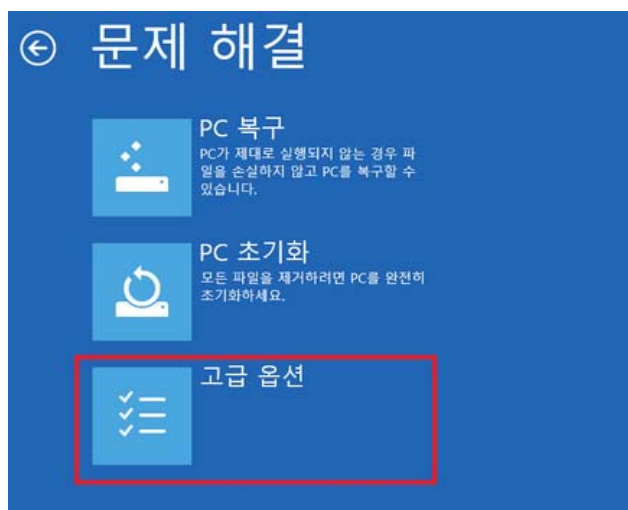 문제 해결
PC 복구
PC가 제대로 실행되지 않는 경우 파
일을 손실하지 않고 PC를 복구할 수
있습니다.
PC 초기화
모든 파일을 제거하려면 PC를 완전히
초기화하세요.
고급 옵션